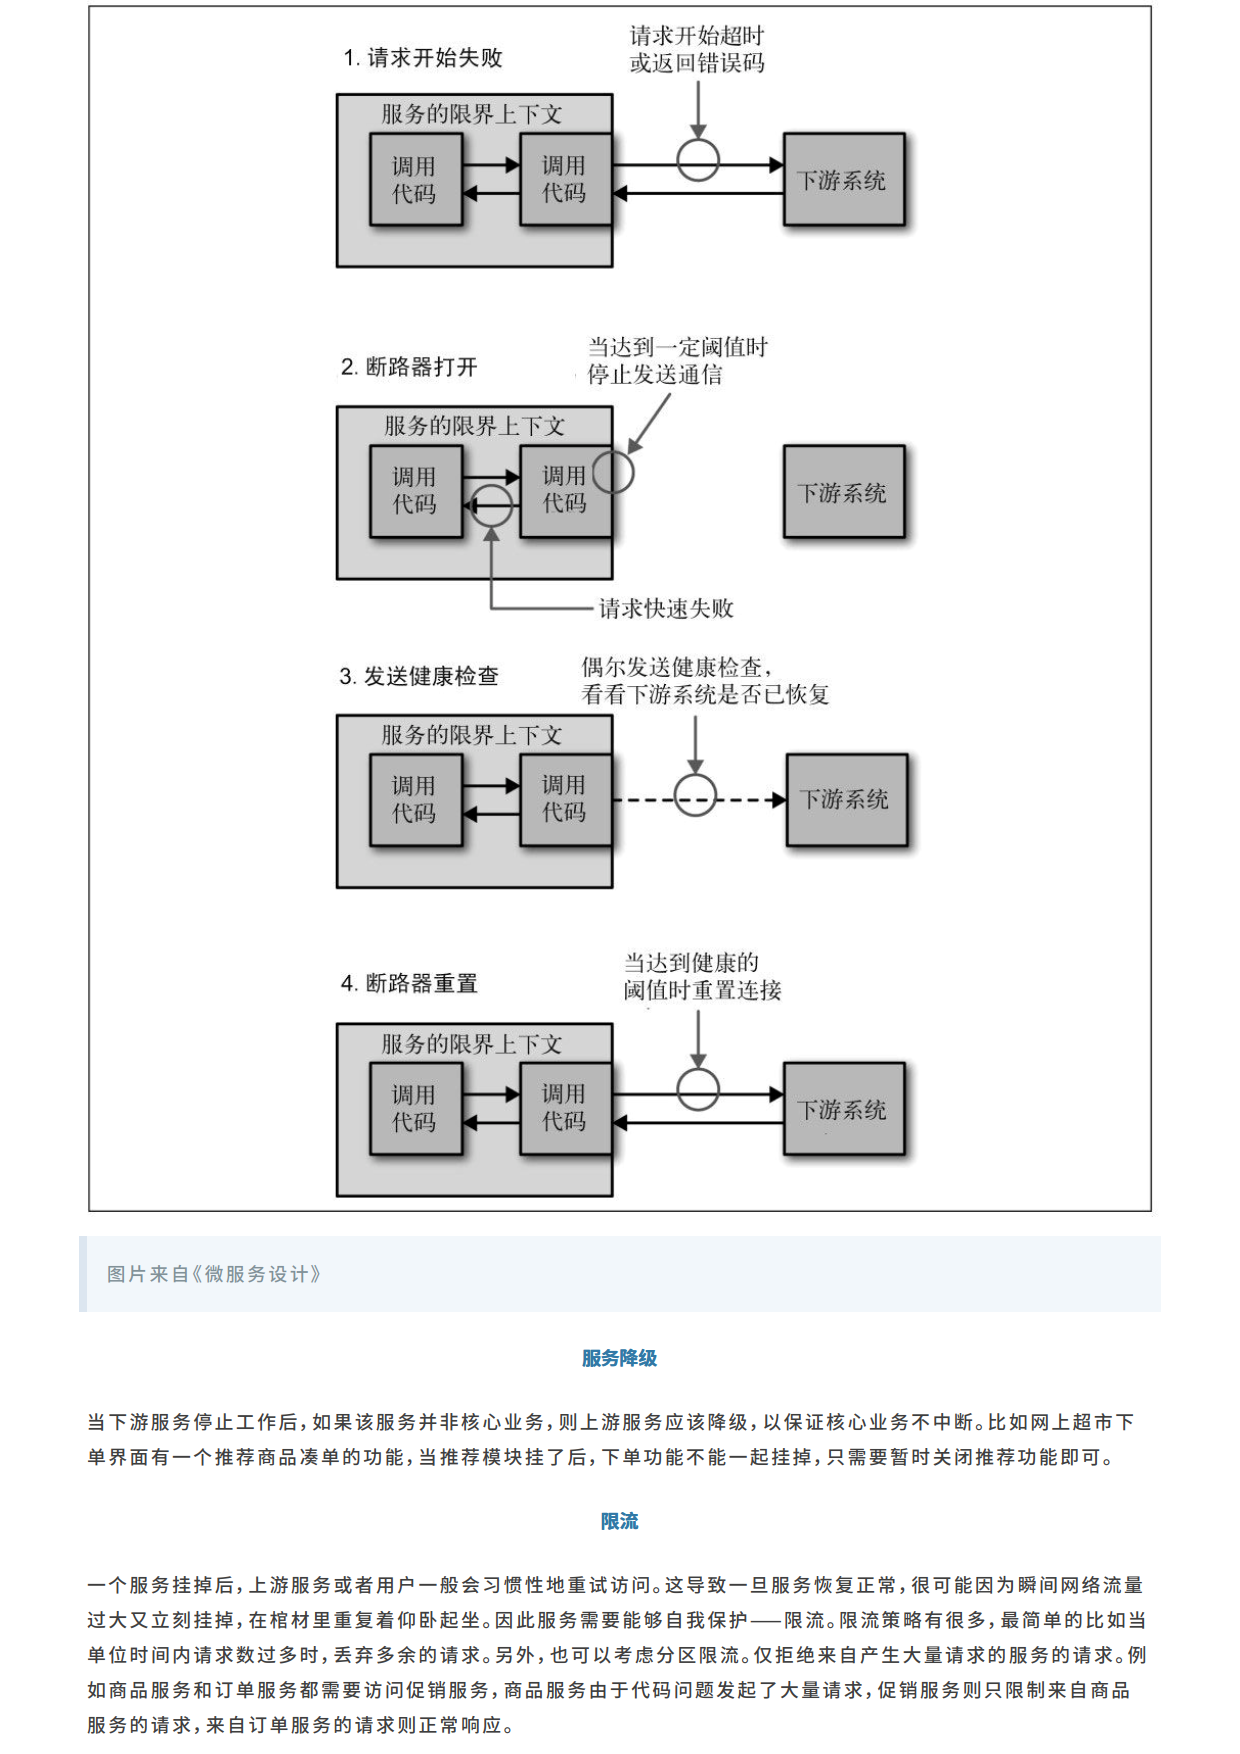 1. 请求开始失败
请求开始超时
或返回错误码
服务的限界上下文
调用
代码
调用
代码
下游系统
2. 断路器打开
当达到一定阈值时
停止发送通信
服务的限界上下文
调用
代码
调用
代码
下游系统
请求快速失败
3. 发送健康检查
偶尔发送健康检查，
看看下游系统是否已恢复
服务的限界上下文
调用
代码
调用
代码
下游系统
4. 断路器重置
当达到健康的
阈值时重置连接
服务的限界上下文
调用
代码
调用
代码
下游系统
图片来自《微服务设计》
服务降级
当下游服务停止工作后，如果该服务并非核心业务，则上游服务应该降级，以保证核心业务不中断。比如网上超市下
单界面有一个推荐商品凑单的功能，当推荐模块挂了后，下单功能不能一起挂掉，只需要暂时关闭推荐功能即可。
限流
一个服务挂掉后，上游服务或者用户一般会习惯性地重试访问。这导致一旦服务恢复正常，很可能因为瞬间网络流量
过大又立刻挂掉，在棺材里重复着仰卧起坐。因此服务需要能够自我保护——限流。限流策略有很多，最简单的比如当
单位时间内请求数过多时，丢弃多余的请求。另外，也可以考虑分区限流。仅拒绝来自产生大量请求的服务的请求。例
如商品服务和订单服务都需要访问促销服务，商品服务由于代码问题发起了大量请求，促销服务则只限制来自商品
服务的请求，来自订单服务的请求则正常响应。